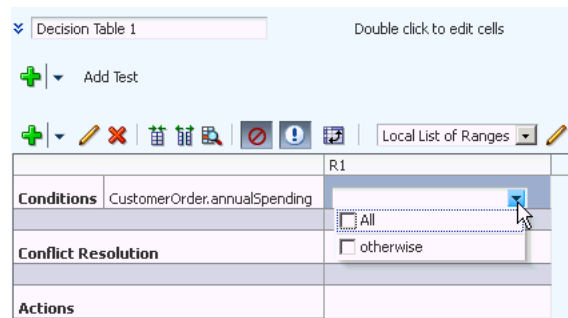 Decision Table 1 Double click to edit cells
Add Test
Local List of Ranges
R1
Conditions CustomerOrder.annualSpending
All
otherwise
Conflict Resolution
Actions